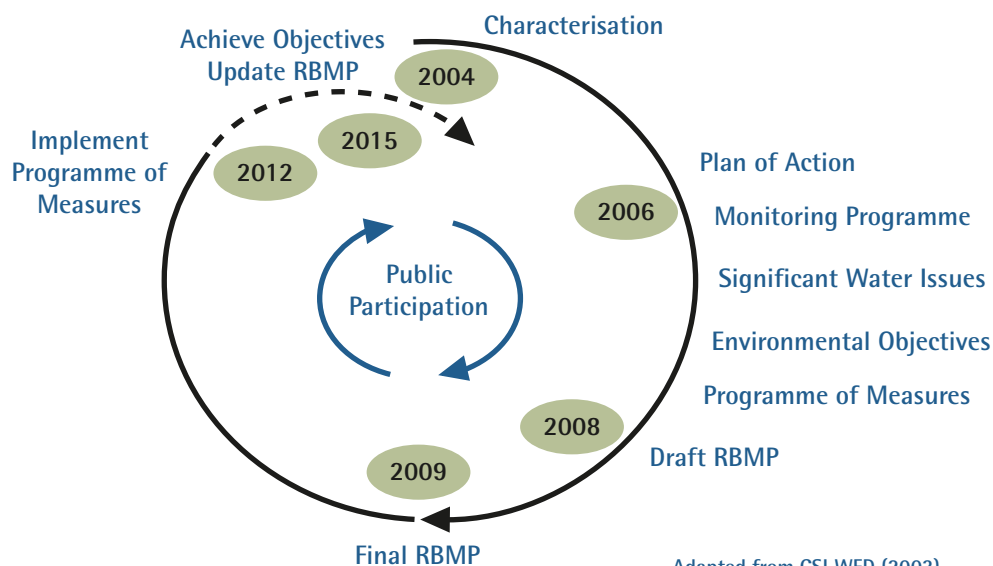 Characterisation
Achieve Objectives
Update RBMP
2004
2015
2012
Implement
Programme of
Measures
Plan of Action
2006
Monitoring Programme
Significant Water Issues
Public
Participation
Environmental Objectives
Programme of Measures
2008
Draft RBMP
2009
Final RBMP